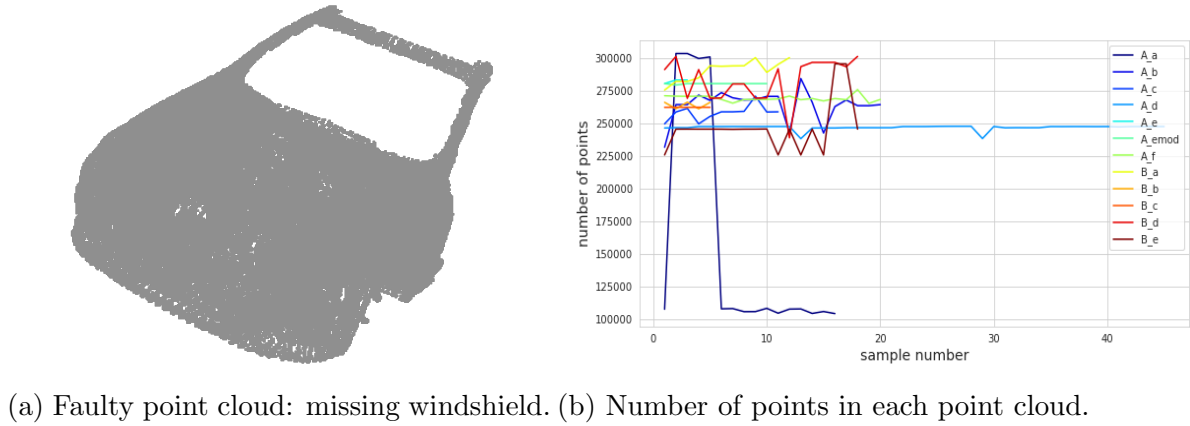 300000
275000
250000
225000
200000
175000
150000
125000
100000
number of points
0
10
20
30
40
sample number
A_a
A_b
A_c
A_d
A_e
A_emod
A_f
B_a
B_b
B_c
B_d
B_e
(a) Faulty point cloud: missing windshield.
(b) Number of points in each point cloud.